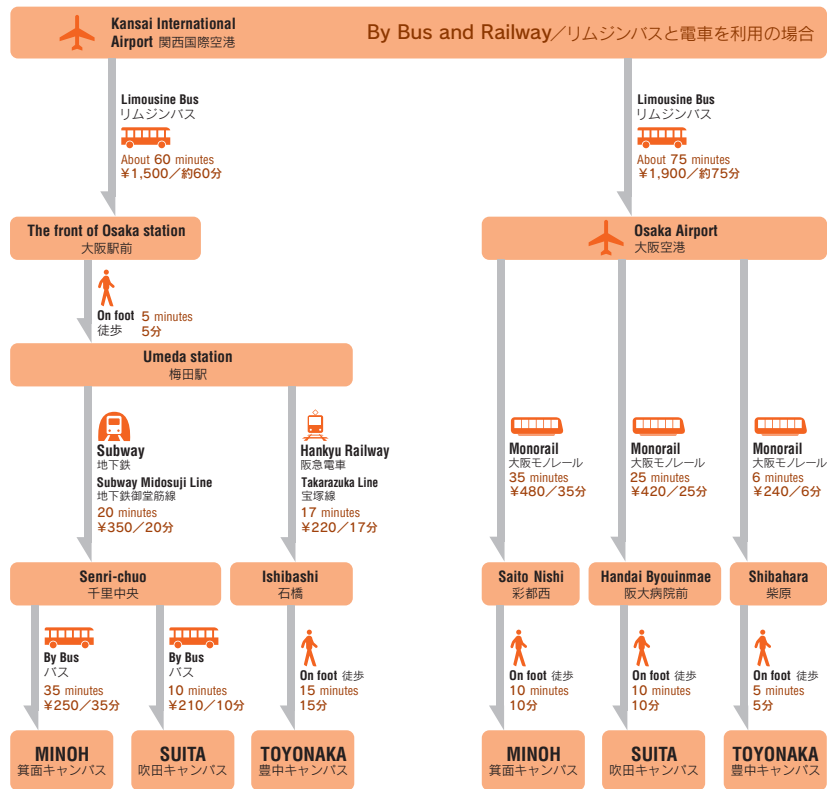 Kansai International
Airport 関西国際空港
By Bus and Railway／リムジンバスと電車を利用の場合
Limousine Bus
リムジンバス
About 60 minutes
¥1,500／約60分
Limousine Bus
リムジンバス
About 75 minutes
¥1,900／約75分
The front of Osaka station
大阪駅前
Osaka Airport
大阪空港
On foot 5 minutes
徒歩 5分
Umeda station
梅田駅
Subway
地下鉄
Subway Midosuji Line
地下鉄御堂筋線
20 minutes
¥350／20分
Hankyu Railway
阪急電車
Takarazuka Line
宝塚線
17 minutes
¥220／17分
Monorail
大阪モノレール
35 minutes
¥480／35分
Monorail
大阪モノレール
25 minutes
¥420／25分
Monorail
大阪モノレール
6 minutes
¥240／6分
Senri-chuo
千里中央
Ishibashi
石橋
Saito Nishi
彩都西
Handai Byouinmae
阪大病院前
Shibahara
柴原
By Bus
バス
35 minutes
¥250／35分
By Bus
バス
10 minutes
¥210／10分
On foot 徒歩
15 minutes
15分
On foot 徒歩
10 minutes
10分
On foot 徒歩
10 minutes
10分
On foot 徒歩
5 minutes
5分
MINOH
箕面キャンパス
SUITA
吹田キャンパス
TOYONAKA
豊中キャンパス
MINOH
箕面キャンパス
SUITA
吹田キャンパス
TOYONAKA
豊中キャンパス